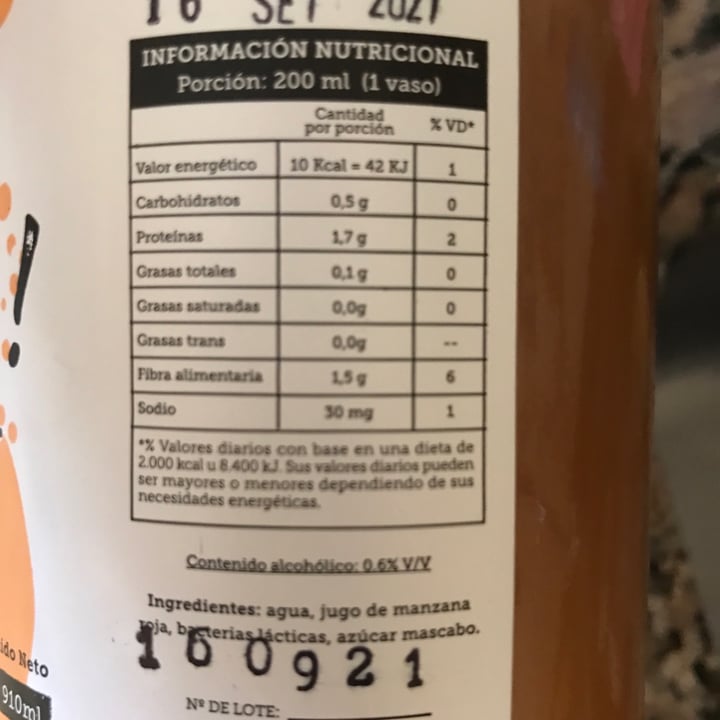 16 SET 2021
INFORMACIÓN NUTRICIONAL
Porción: 200 ml (1 vaso)
Cantidad por porción % VD*
Valor energético 10 Kcal = 42 KJ 1
Carbohidratos 0,5 g 0
Proteínas 1,7 g 2
Grasas totales 0,1 g 0
Grasas saturadas 0,0g 0
Grasas trans 0,0g --
Fibra alimentaria 1,5 g 6
Sodio 30 mg 1
*% Valores diarios con base en una dieta de
2.000 kcal u 8.400 kJ. Sus valores diarios pueden
ser mayores o menores dependiendo de sus
necesidades energéticas.
Contenido alcohólico: 0.6% V/V
Ingredientes: agua, jugo de manzana
roja, bacterias lácticas, azúcar mascabo.
160921
Nº DE LOTE:
ido Neto
910ml
!